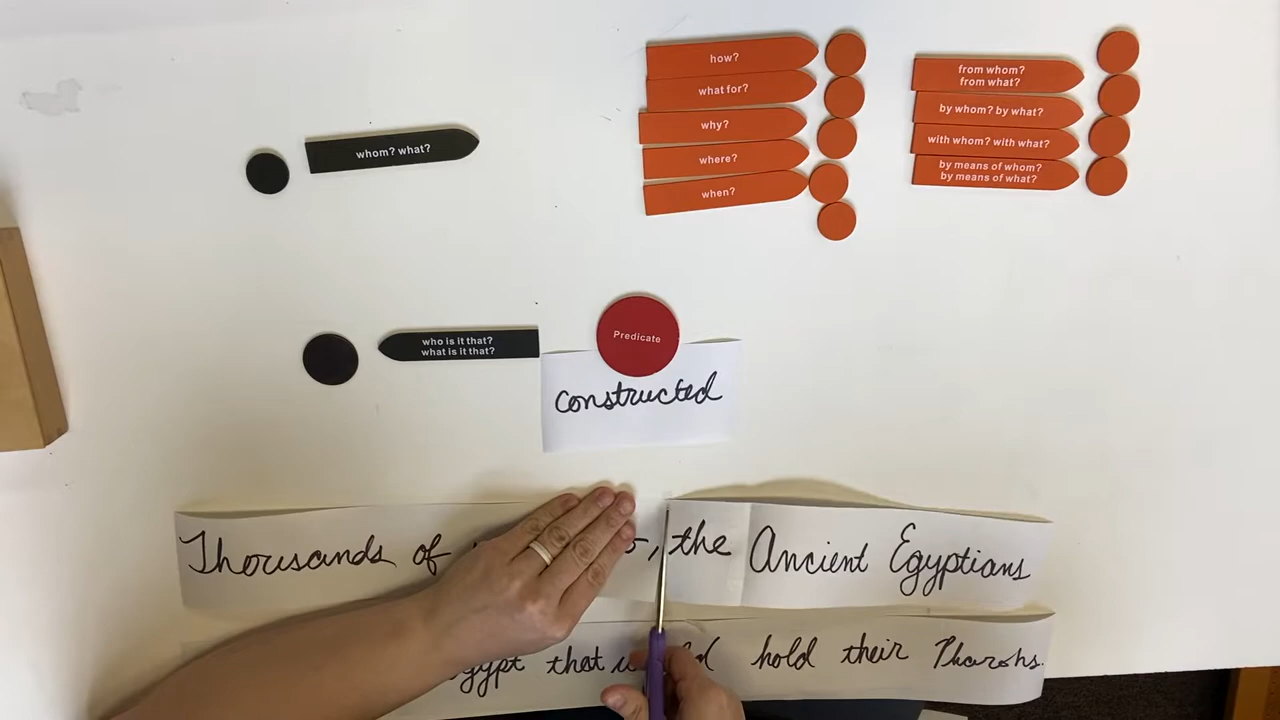 how?
what for?
why?
where?
when?
from whom?
from what?
by whom? by what?
with whom? with what?
by means of whom?
by means of what?
whom? what?
who is it that?
what is it that?
Predicate
constructed
Thousands of , the Ancient Egyptians
that hold their Pharohs.